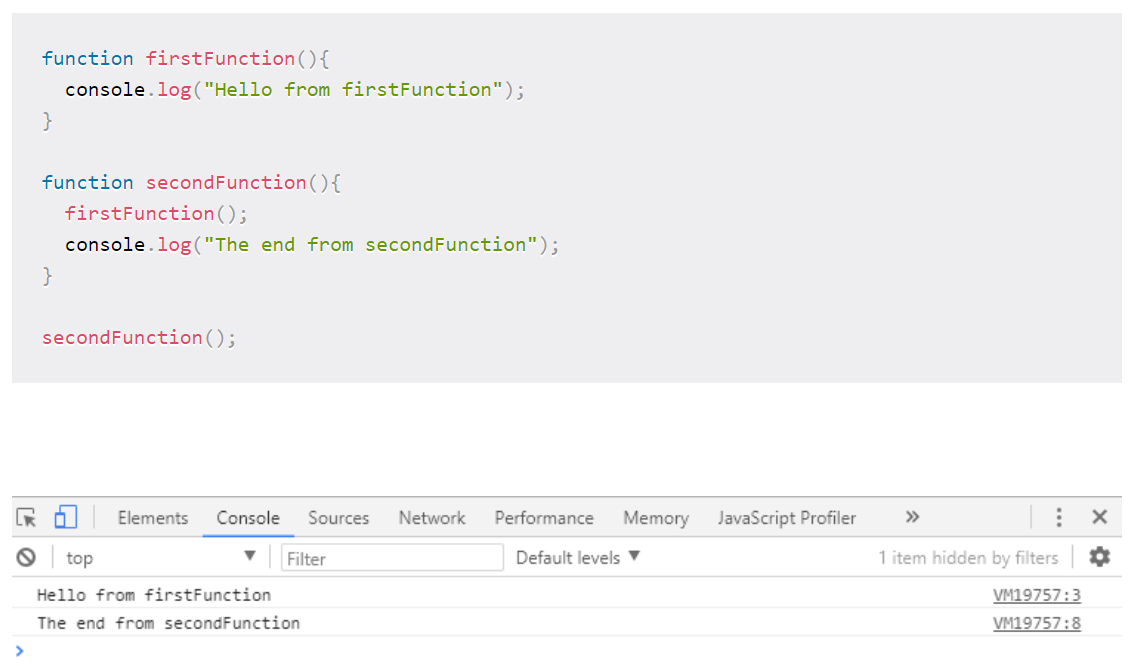 function firstFunction(){
  console.log("Hello from firstFunction");
}
function secondFunction(){
  firstFunction();
  console.log("The end from secondFunction");
}
secondFunction();
Elements Console Sources Network Performance Memory JavaScript Profiler »
top ▼ Filter Default levels ▼ 1 item hidden by filters
Hello from firstFunction VM19757:3
The end from secondFunction VM19757:8